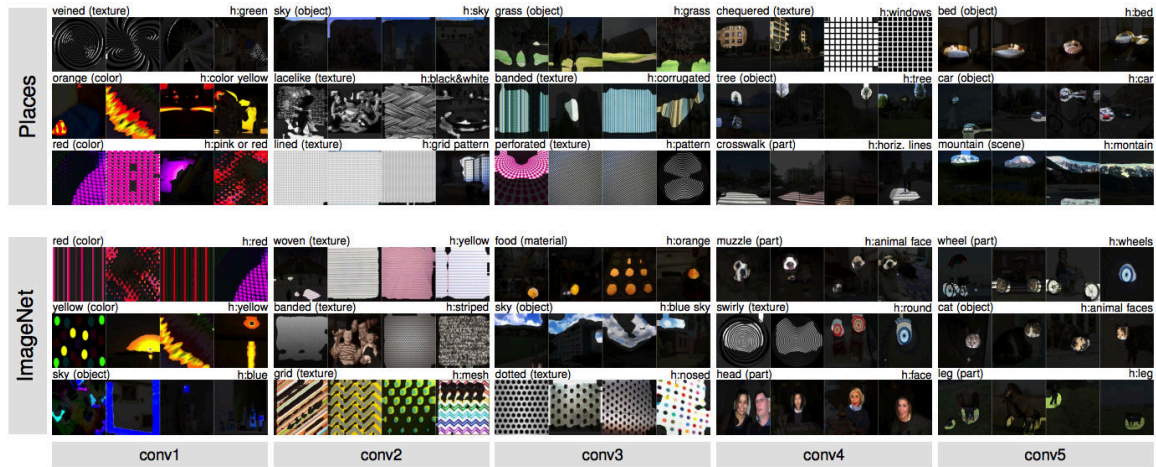 veined (texture) h:green sky (object) h:sky grass (object) h:grass chequered (texture) h:windows bed (object) h:bed
orange (color) h:color yellow lacelike (texture) h:black&white banded (texture) h:corrugated tree (object) h:tree car (object) h:car
Places
red (color) h:pink or red lined (texture) h:grid pattern perforated (texture) h:pattern crosswalk (part) h:horiz. lines mountain (scene) h:montain
red (color) h:red woven (texture) h:yellow food (material) h:orange muzzle (part) h:animal face wheel (part) h:wheels
yellow (color) h:yellow banded (texture) h:striped sky (object) h:blue sky swirly (texture) h:round cat (object) h:animal faces
ImageNet
sky (object) h:blue grid (texture) h:mesh dotted (texture) h:nosed head (part) h:face leg (part) h:leg
conv1 conv2 conv3 conv4 conv5